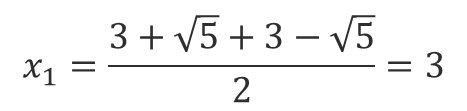 x₁ = (3 + √5 + 3 − √5) / 2 = 3